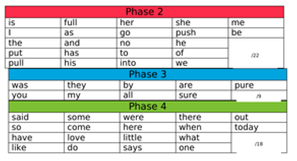 Phase 2
is full her she me
I as go push be
the and no he
put has to of
pull his into we
/22
Phase 3
was they by are pure
you my all sure
/9
Phase 4
said some were there out
so come here when today
have love little what
like do says one
/18